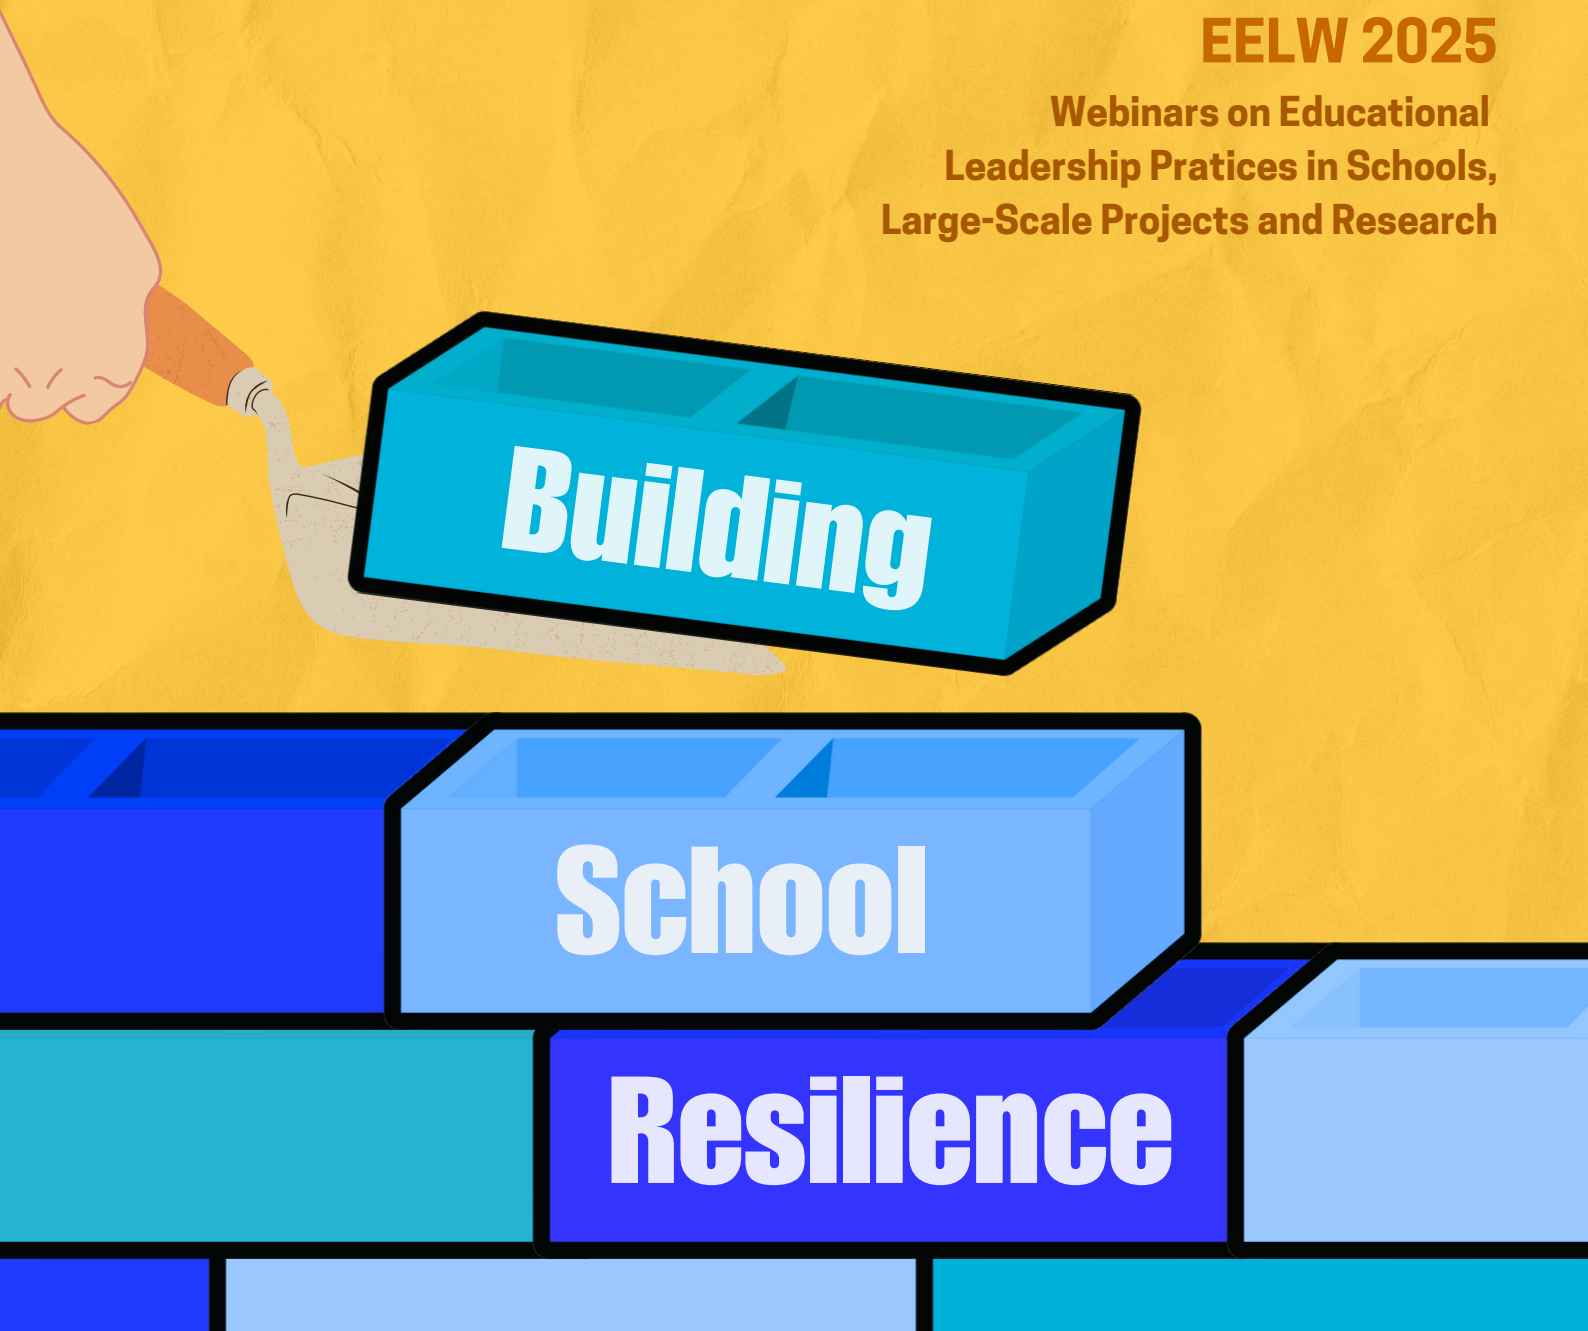 EELW 2025
Webinars on Educational
Leadership Pratices in Schools,
Large-Scale Projects and Research
Building
School
Resilience